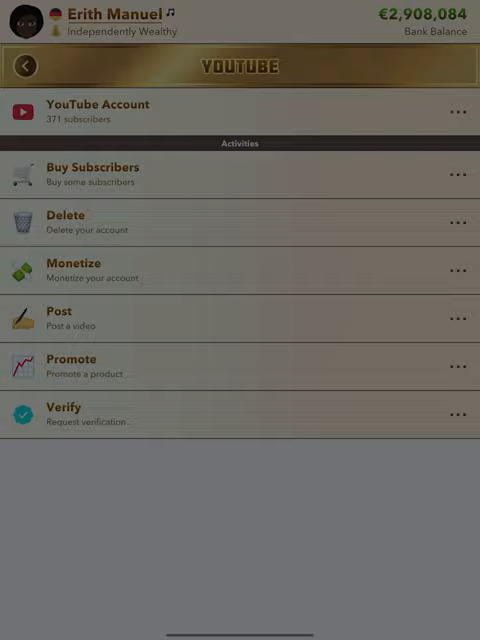 Erith Manuel
€2,908,084
Independently Wealthy
Bank Balance
YOUTUBE
YouTube Account
371 subscribers
Activities
Buy Subscribers
Buy some subscribers
Delete
Delete your account
Monetize
Monetize your account
Post
Post a video
Promote
Promote a product
Verify
Request verification...